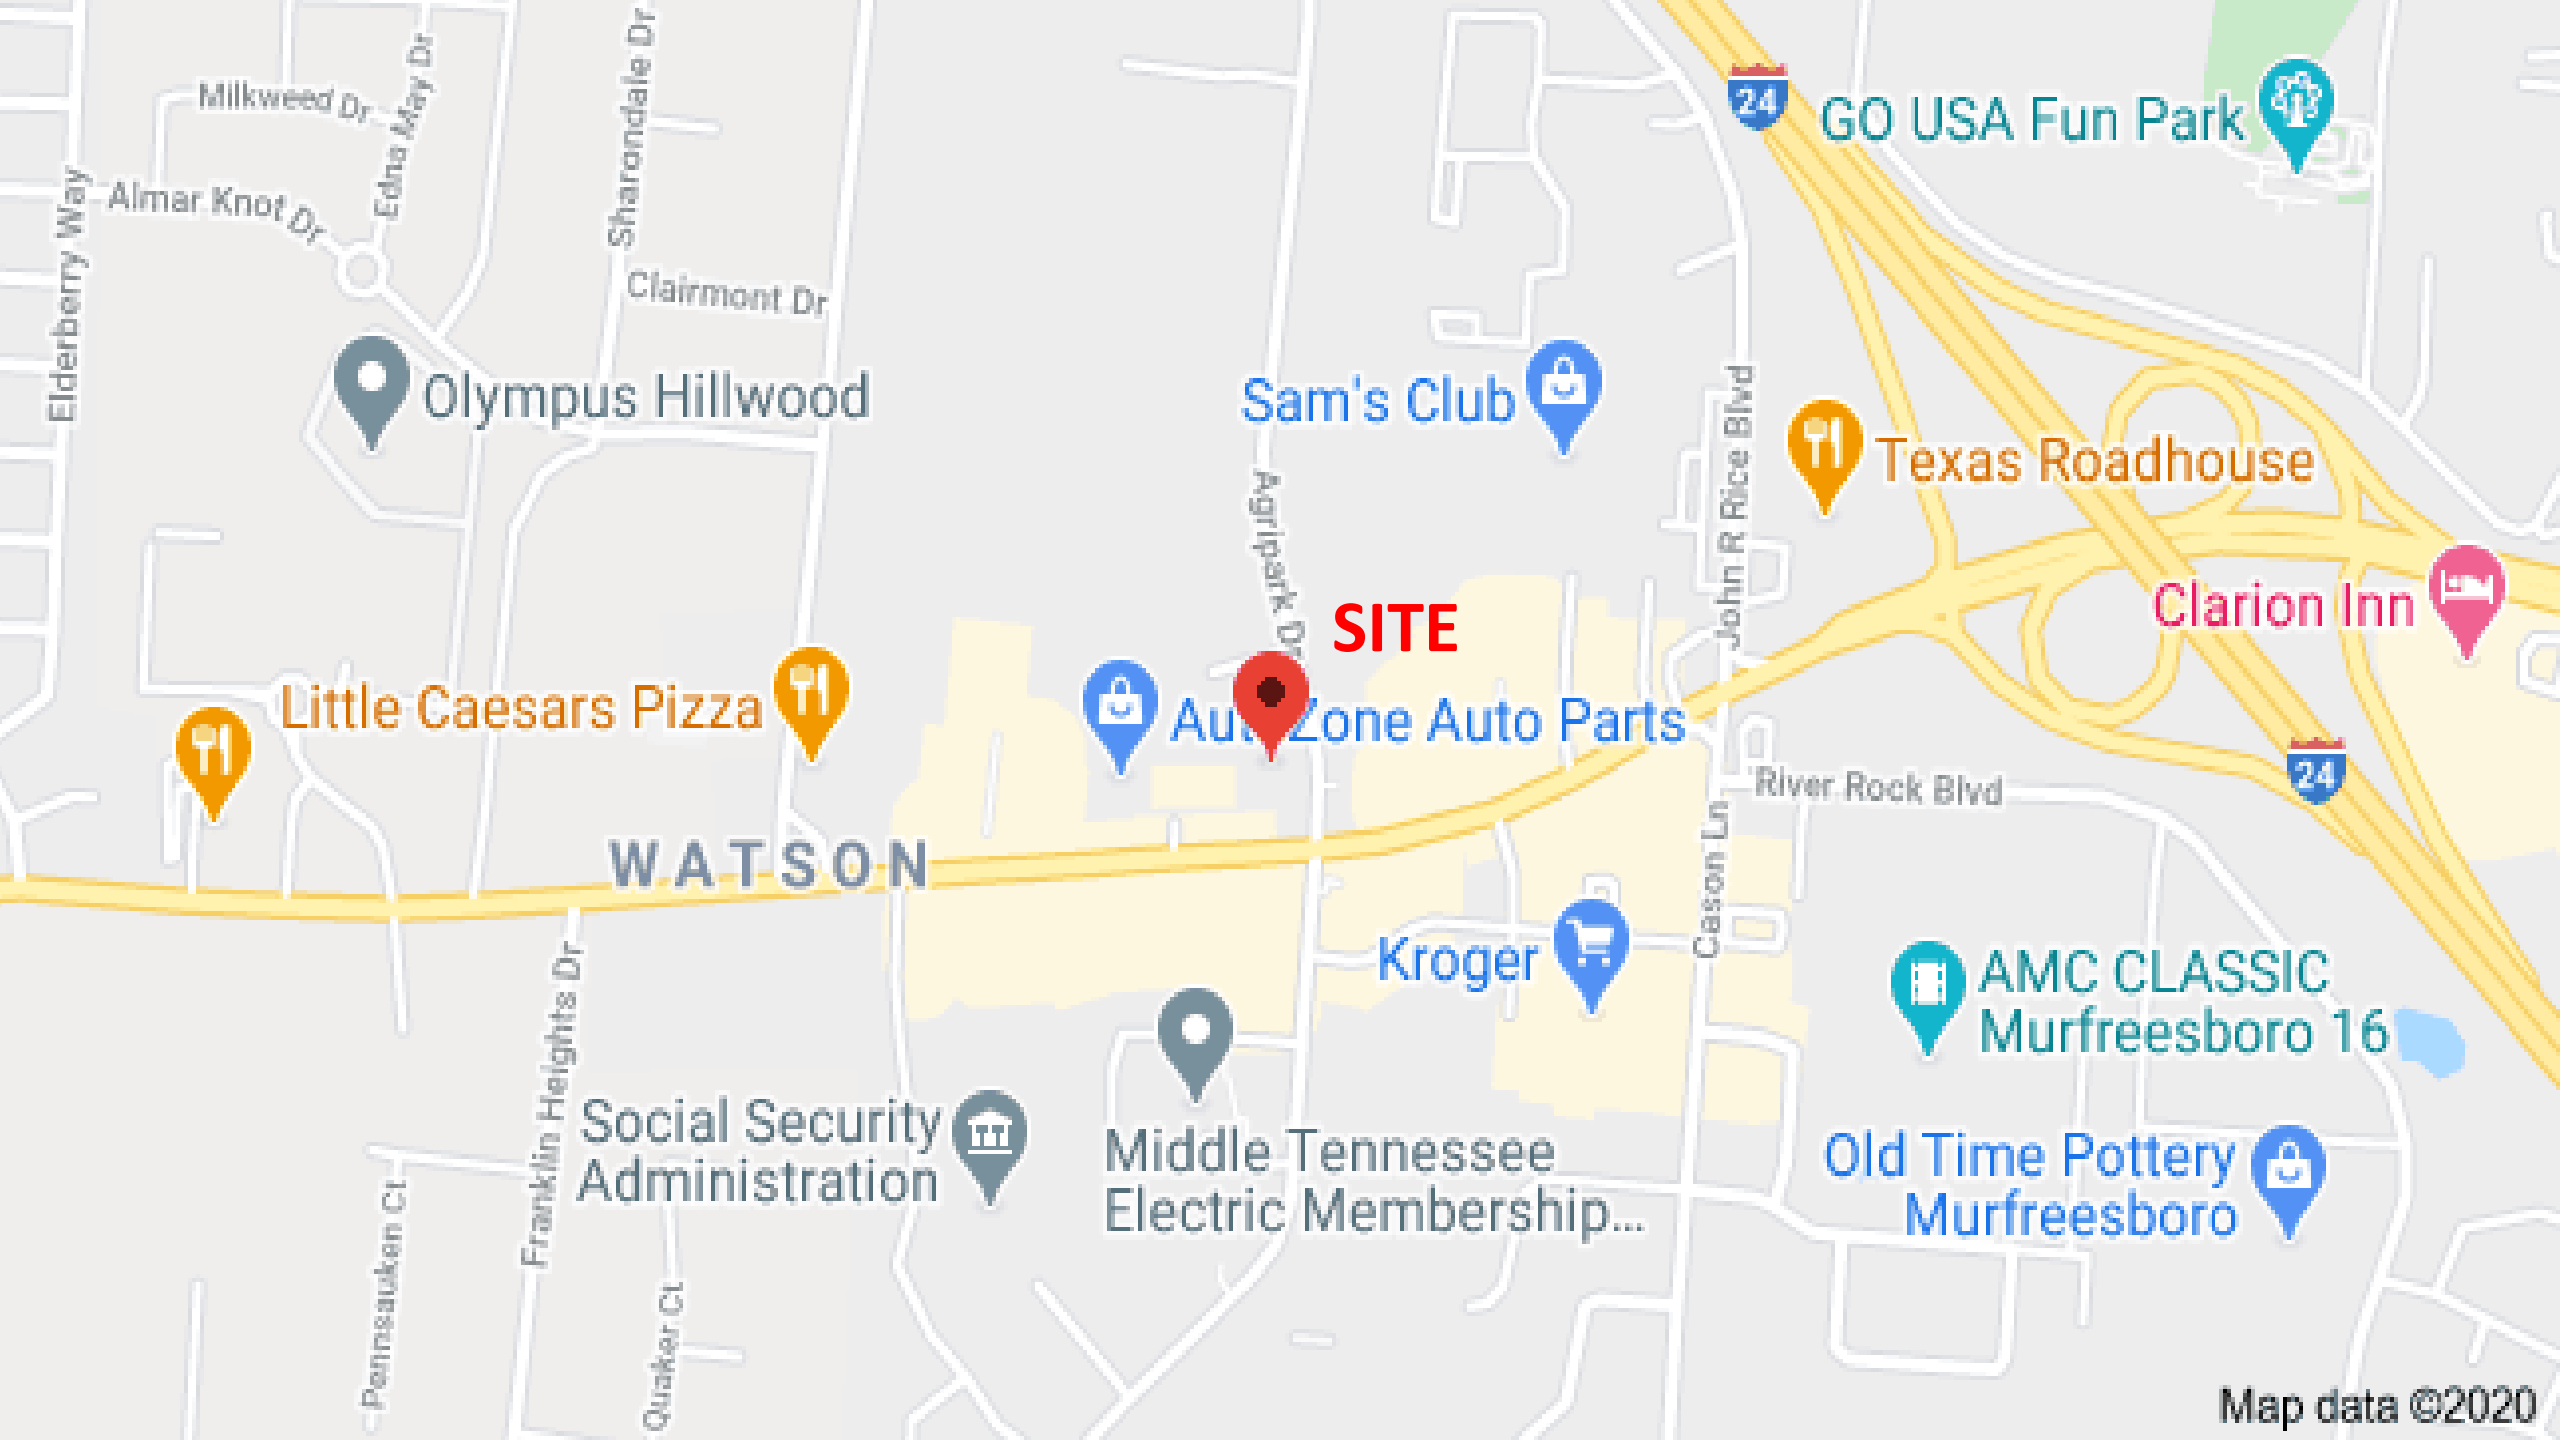 Milkweed Dr
Edna May Dr
Sharondale Dr
24
GO USA Fun Park
Almar Knot Dr
Elderberry Way
Clairmont Dr
Olympus Hillwood
Sam's Club
John R Rice Blvd
Texas Roadhouse
Agripark Dr
SITE
Clarion Inn
Little Caesars Pizza
AutoZone Auto Parts
24
River Rock Blvd
WATSON
Cason Ln
Kroger
AMC CLASSIC
Murfreesboro 16
Franklin Heights Dr
Social Security
Administration
Middle Tennessee
Electric Membership...
Old Time Pottery
Murfreesboro
Pennsauken Ct
Quaker Ct
Map data ©2020